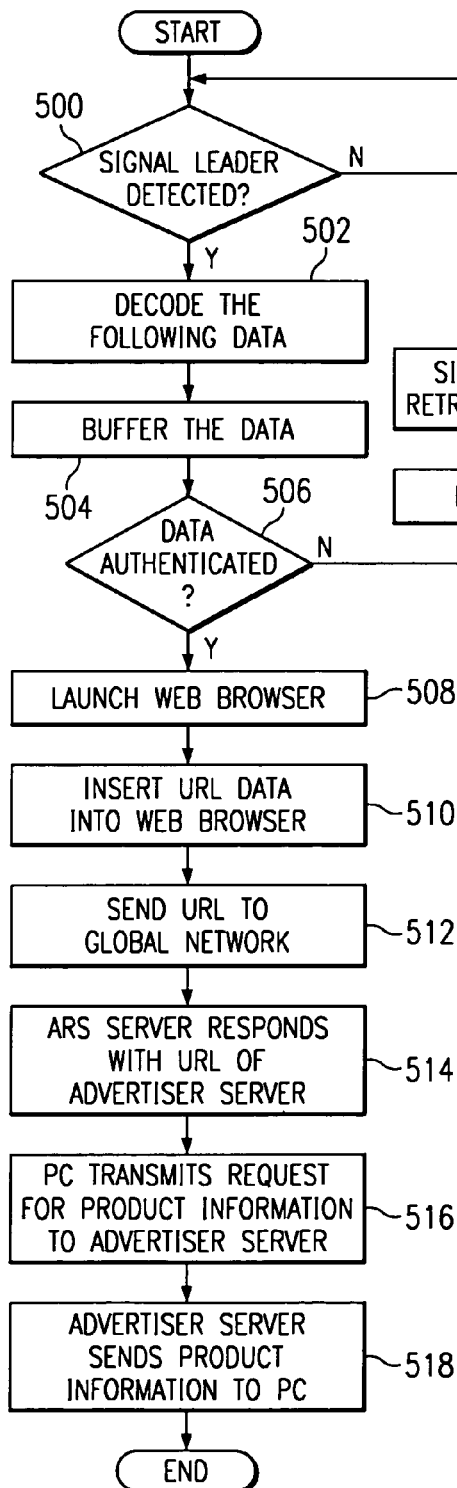 START
500
SIGNAL LEADER
DETECTED?
N
Y
502
DECODE THE
FOLLOWING DATA
SI
RETR
BUFFER THE DATA
504
506
DATA
AUTHENTICATED
?
N
Y
LAUNCH WEB BROWSER
508
INSERT URL DATA
INTO WEB BROWSER
510
SEND URL TO
GLOBAL NETWORK
512
ARS SERVER RESPONDS
WITH URL OF
ADVERTISER SERVER
514
PC TRANSMITS REQUEST
FOR PRODUCT INFORMATION
TO ADVERTISER SERVER
516
ADVERTISER SERVER
SENDS PRODUCT
INFORMATION TO PC
518
END